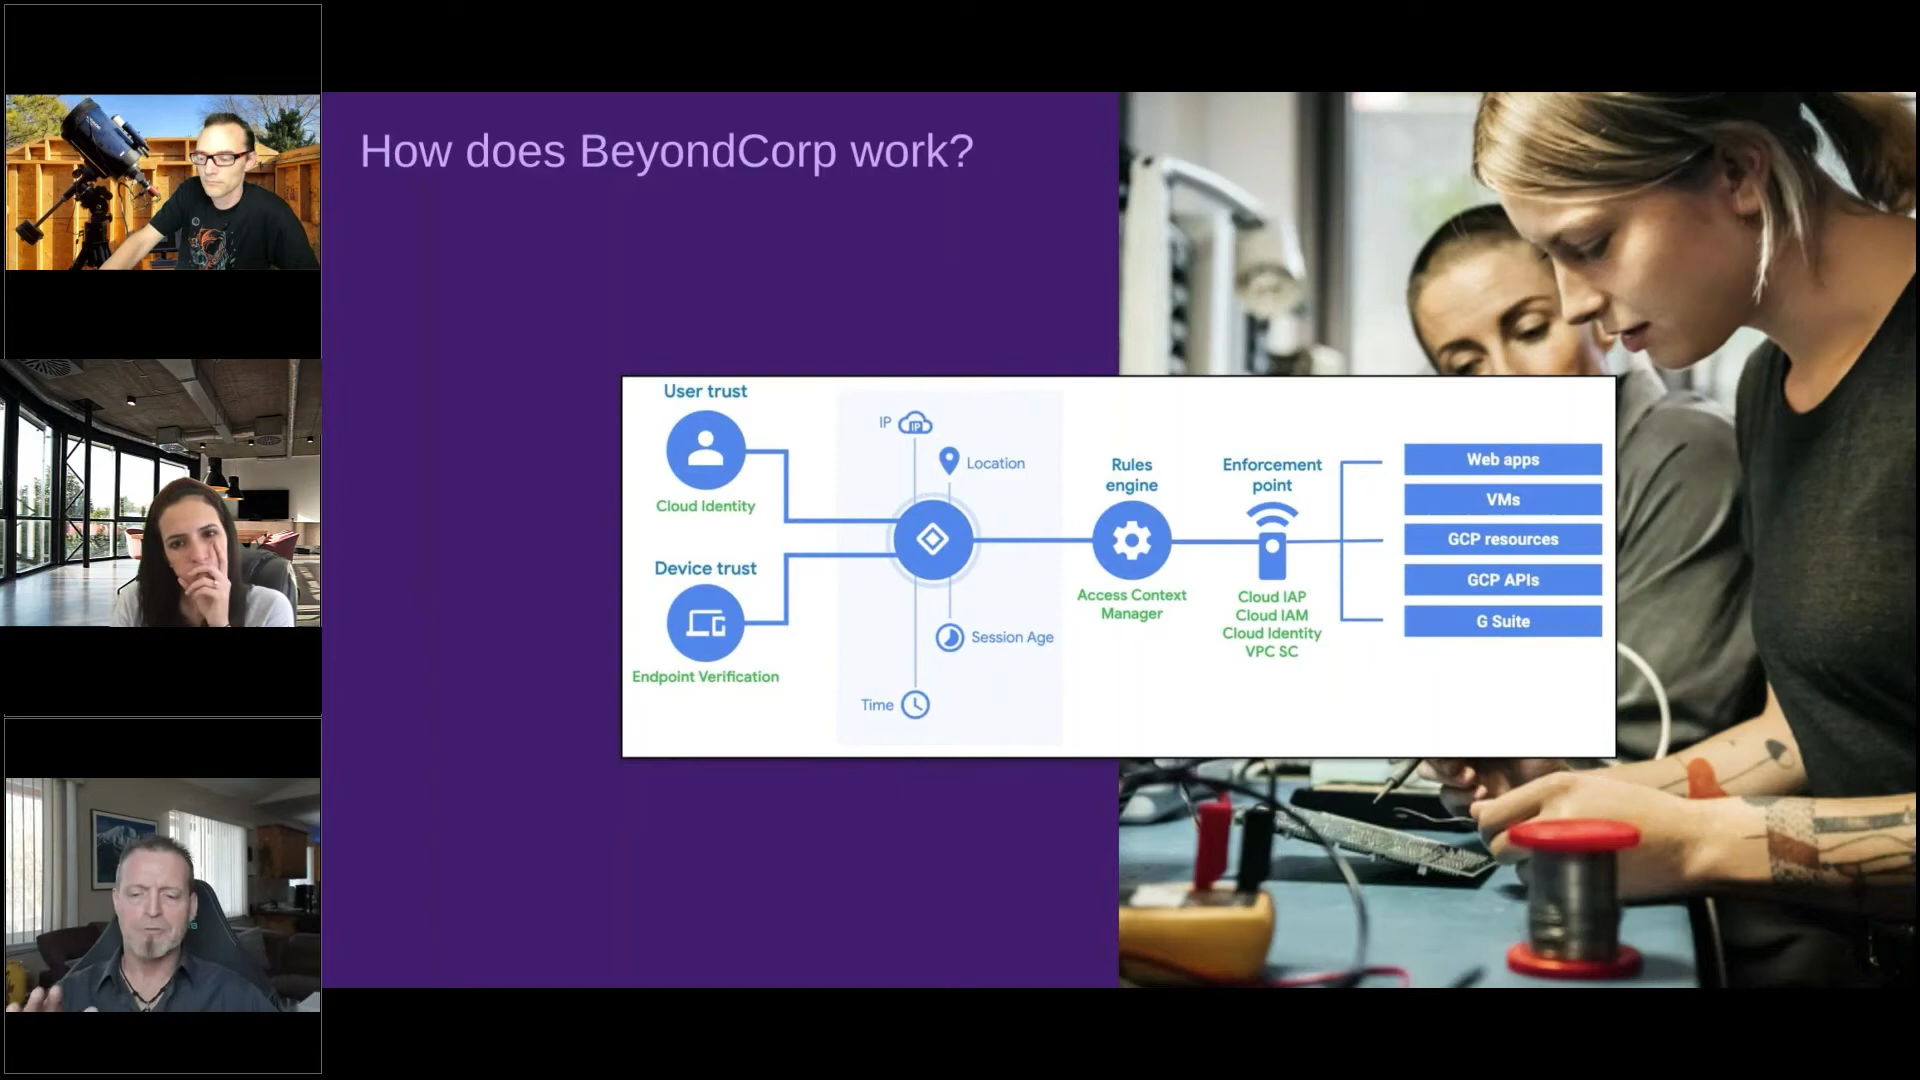 How does BeyondCorp work?
User trust
Cloud Identity
Device trust
Endpoint Verification
IP
IP
Location
Session Age
Time
Rules
engine
Access Context
Manager
Enforcement
point
Cloud IAP
Cloud IAM
Cloud Identity
VPC SC
Web apps
VMs
GCP resources
GCP APIs
G Suite